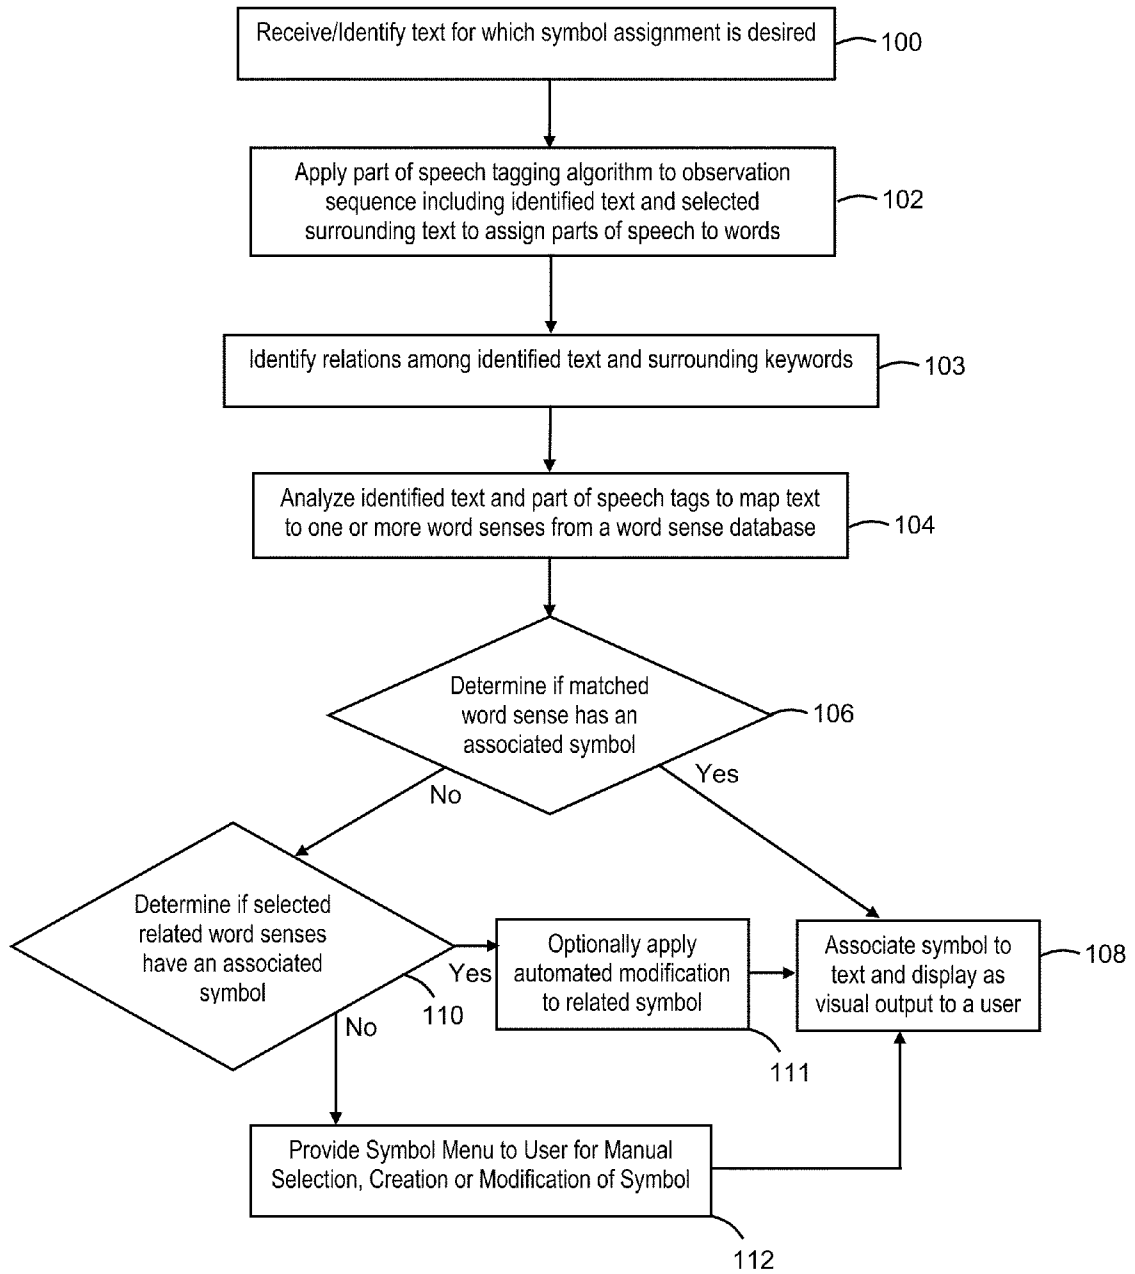 Receive/Identify text for which symbol assignment is desired
100
Apply part of speech tagging algorithm to observation
sequence including identified text and selected
surrounding text to assign parts of speech to words
102
Identify relations among identified text and surrounding keywords
103
Analyze identified text and part of speech tags to map text
to one or more word senses from a word sense database
104
Determine if matched
word sense has an
associated symbol
106
No
Yes
Determine if selected
related word senses
have an associated
symbol
110
Yes
No
Optionally apply
automated modification
to related symbol
111
Associate symbol to
text and display as
visual output to a user
108
Provide Symbol Menu to User for Manual
Selection, Creation or Modification of Symbol
112